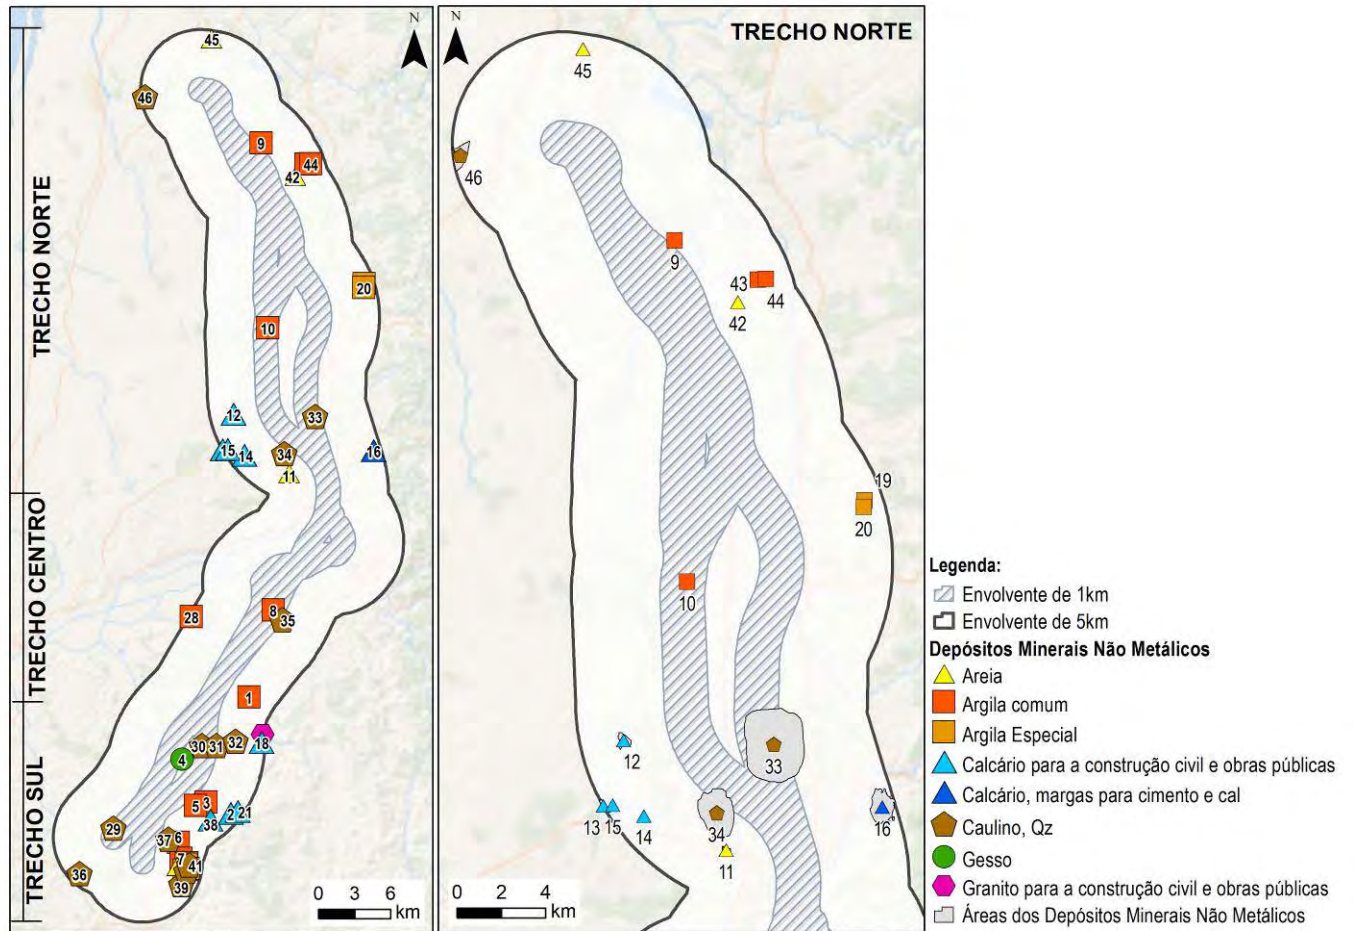 N
45
46
9
44
42
20
10
12
33
15
14
34
16
11
28
8
35
1
18
30
31
32
4
5
3
2
21
38
29
37
6
7
41
36
39
TRECHO NORTE
TRECHO CENTRO
TRECHO SUL
0 3 6
km
N
TRECHO NORTE
45
46
9
43
44
42
19
20
10
12
33
13
15
14
34
16
11
0 2 4
km
Legenda:
Envolvente de 1km
Envolvente de 5km
Depósitos Minerais Não Metálicos
Areia
Argila comum
Argila Especial
Calcário para a construção civil e obras públicas
Calcário, margas para cimento e cal
Caulino, Qz
Gesso
Granito para a construção civil e obras públicas
Áreas dos Depósitos Minerais Não Metálicos